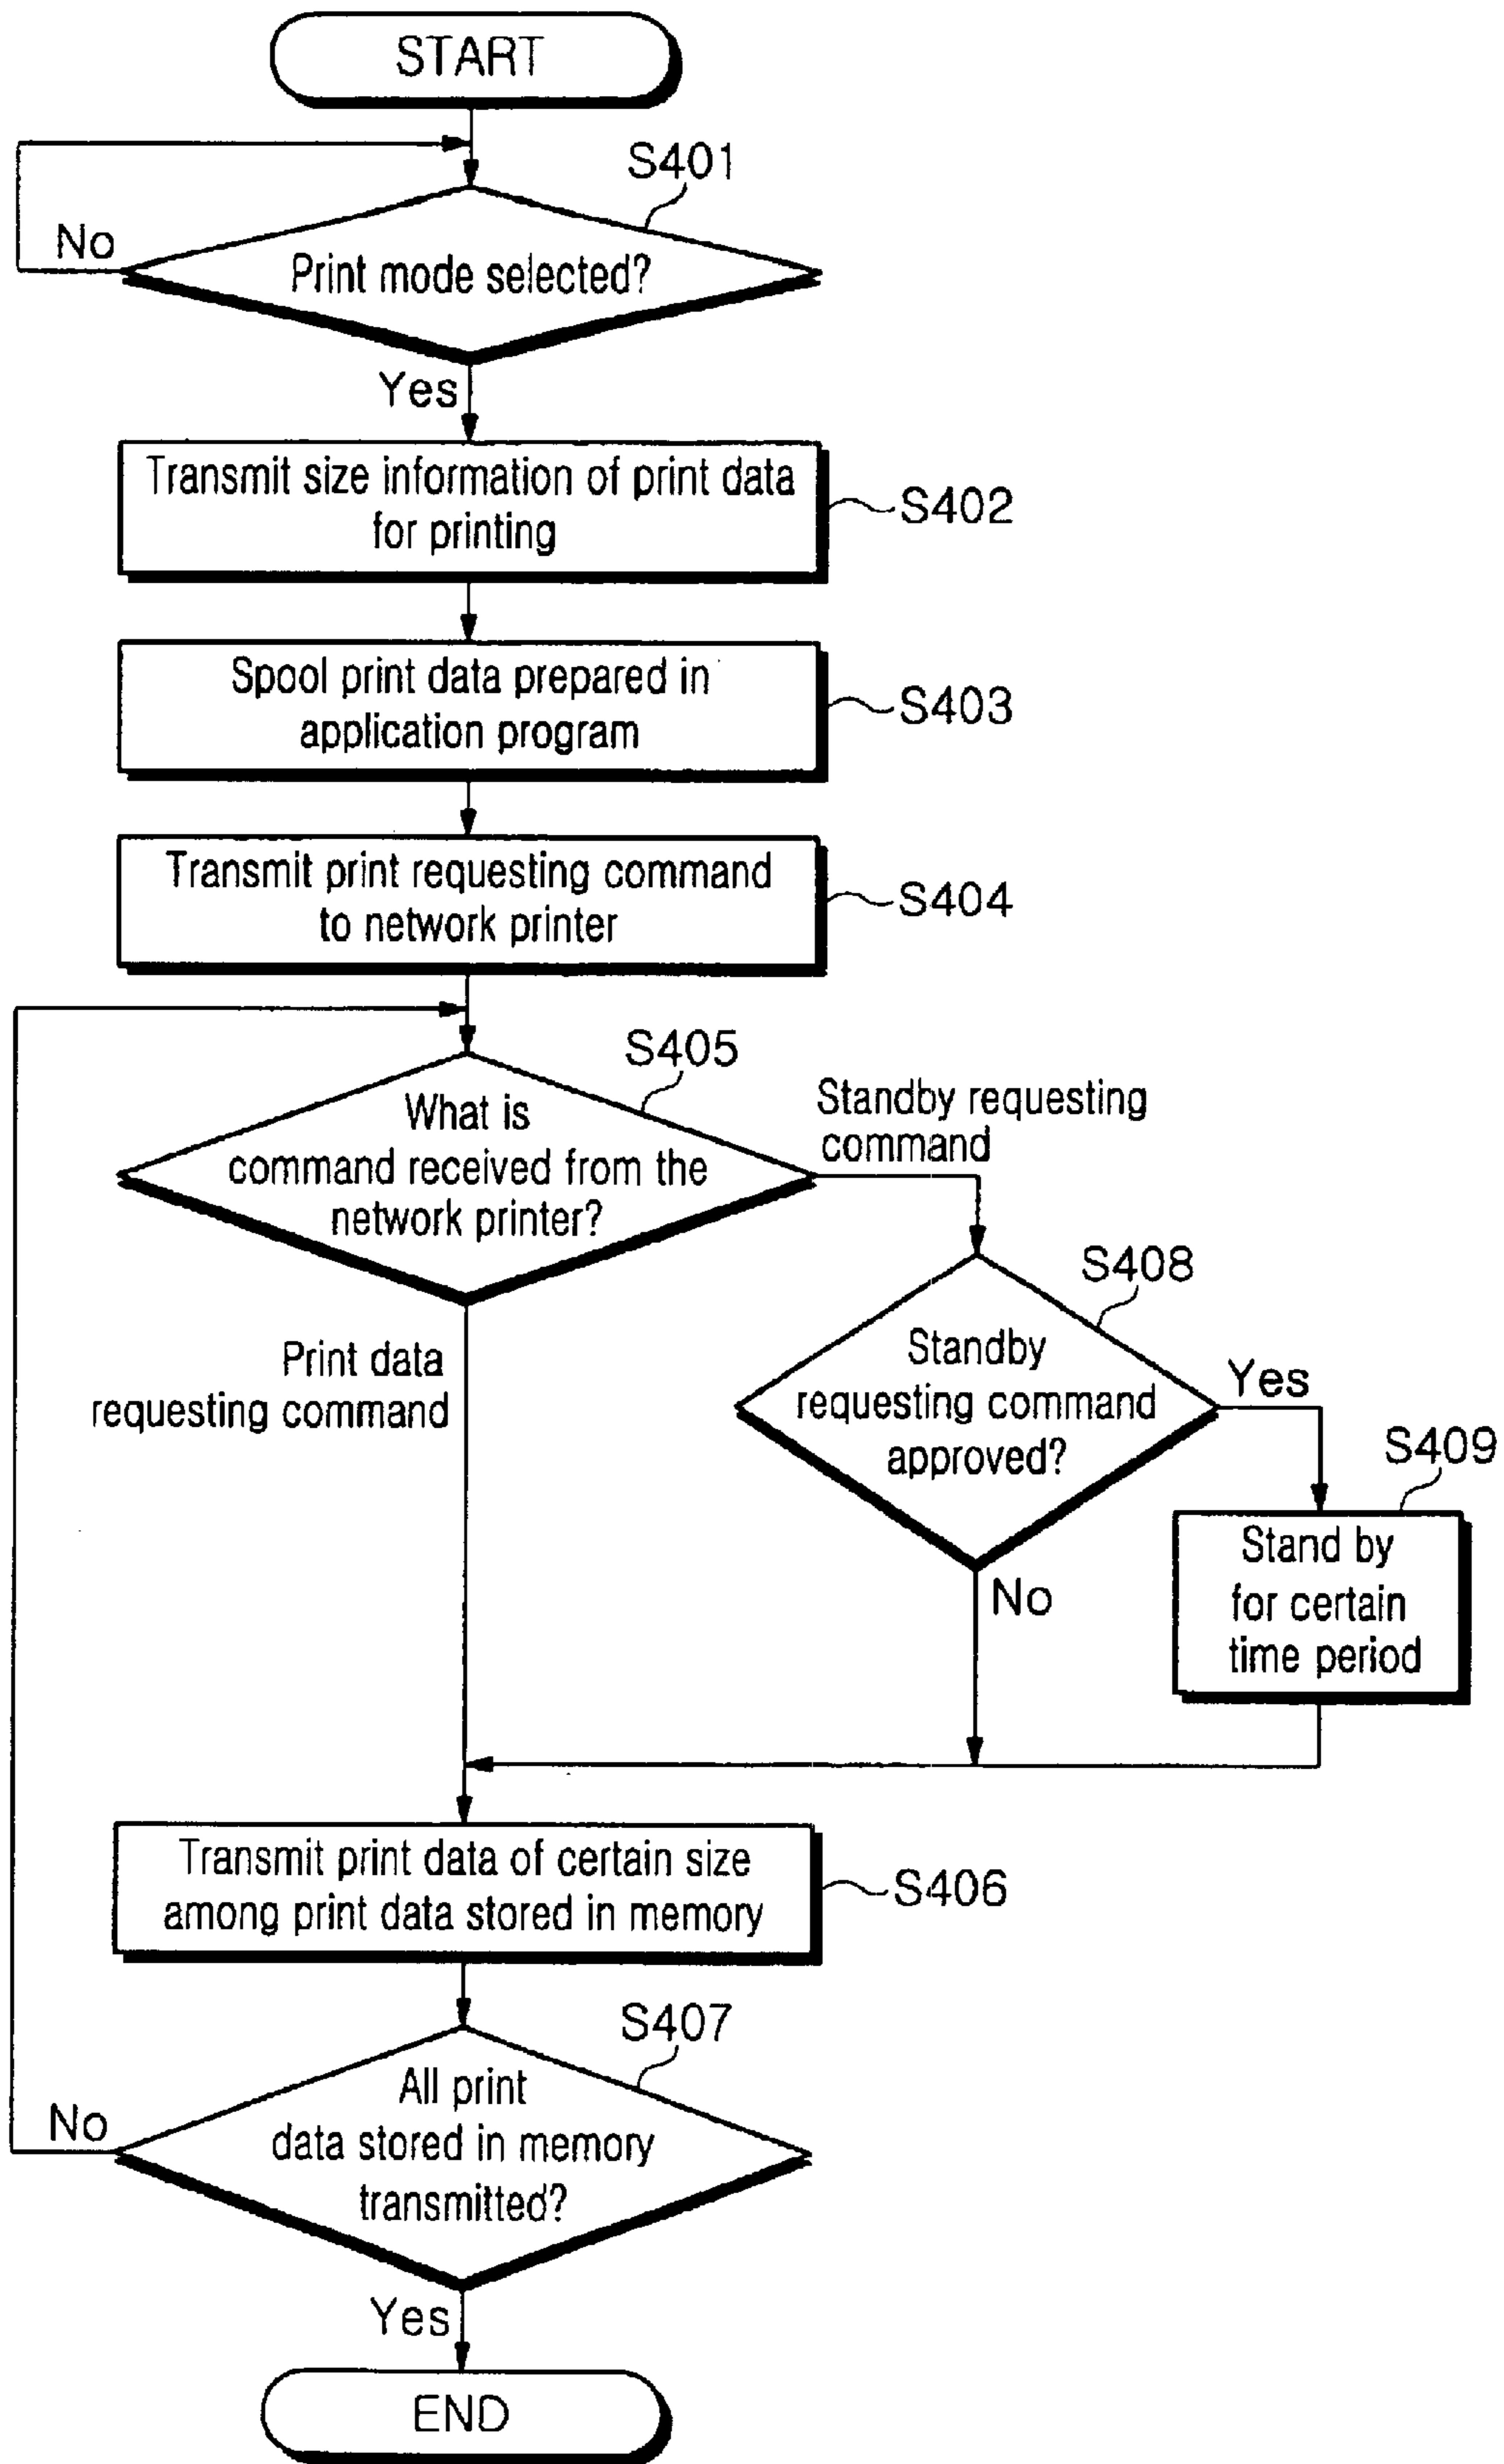 START
S401
No
Print mode selected?
Yes
Transmit size information of print data
for printing
S402
Spool print data prepared in
application program
S403
Transmit print requesting command
to network printer
S404
S405
What is
command received from the
network printer?
Standby requesting
command
S408
Print data
requesting command
Standby
requesting command
approved?
Yes
S409
Stand by
for certain
time period
No
Transmit print data of certain size
among print data stored in memory
S406
S407
All print
data stored in memory
transmitted?
No
Yes
END